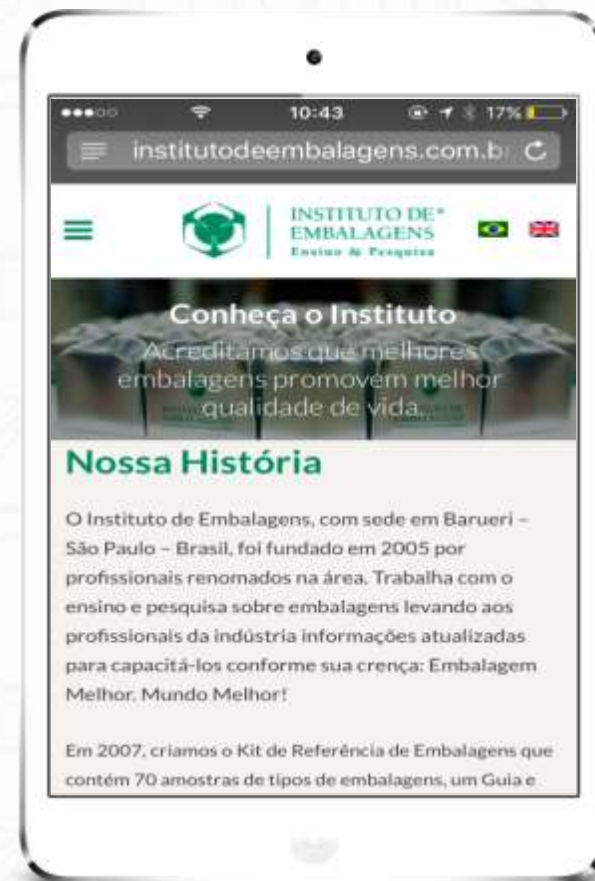 10:43
17%
institutodeembalagens.com.b
INSTITUTO DE®
EMBALAGENS
Ensino & Pesquisa
Conheça o Instituto
Acreditamos que melhores
embalagens promovem melhor
qualidade de vida.
Nossa História
O Instituto de Embalagens, com sede em Barueri –
São Paulo – Brasil, foi fundado em 2005 por
profissionais renomados na área. Trabalha com o
ensino e pesquisa sobre embalagens levando aos
profissionais da indústria informações atualizadas
para capacitá-los conforme sua crença: Embalagem
Melhor. Mundo Melhor!
Em 2007, criamos o Kit de Referência de Embalagens que
contém 70 amostras de tipos de embalagens, um Guia e